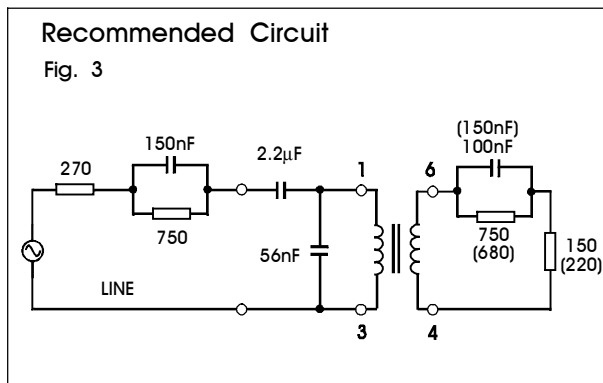 Recommended Circuit
Fig. 3
(150nF)
150nF
100nF
2.2µF
1
6
270
750
56nF
750
(680)
150
(220)
LINE
3
4